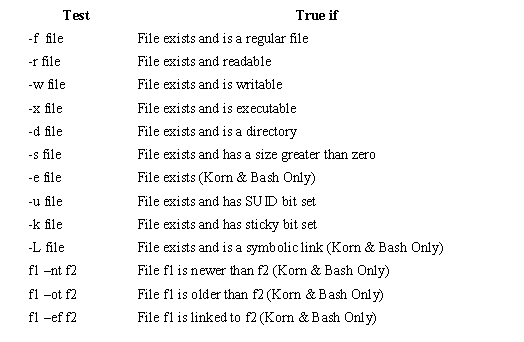 Test True if
-f file File exists and is a regular file
-r file File exists and readable
-w file File exists and is writable
-x file File exists and is executable
-d file File exists and is a directory
-s file File exists and has a size greater than zero
-e file File exists (Korn & Bash Only)
-u file File exists and has SUID bit set
-k file File exists and has sticky bit set
-L file File exists and is a symbolic link (Korn & Bash Only)
f1 –nt f2 File f1 is newer than f2 (Korn & Bash Only)
f1 –ot f2 File f1 is older than f2 (Korn & Bash Only)
f1 –ef f2 File f1 is linked to f2 (Korn & Bash Only)